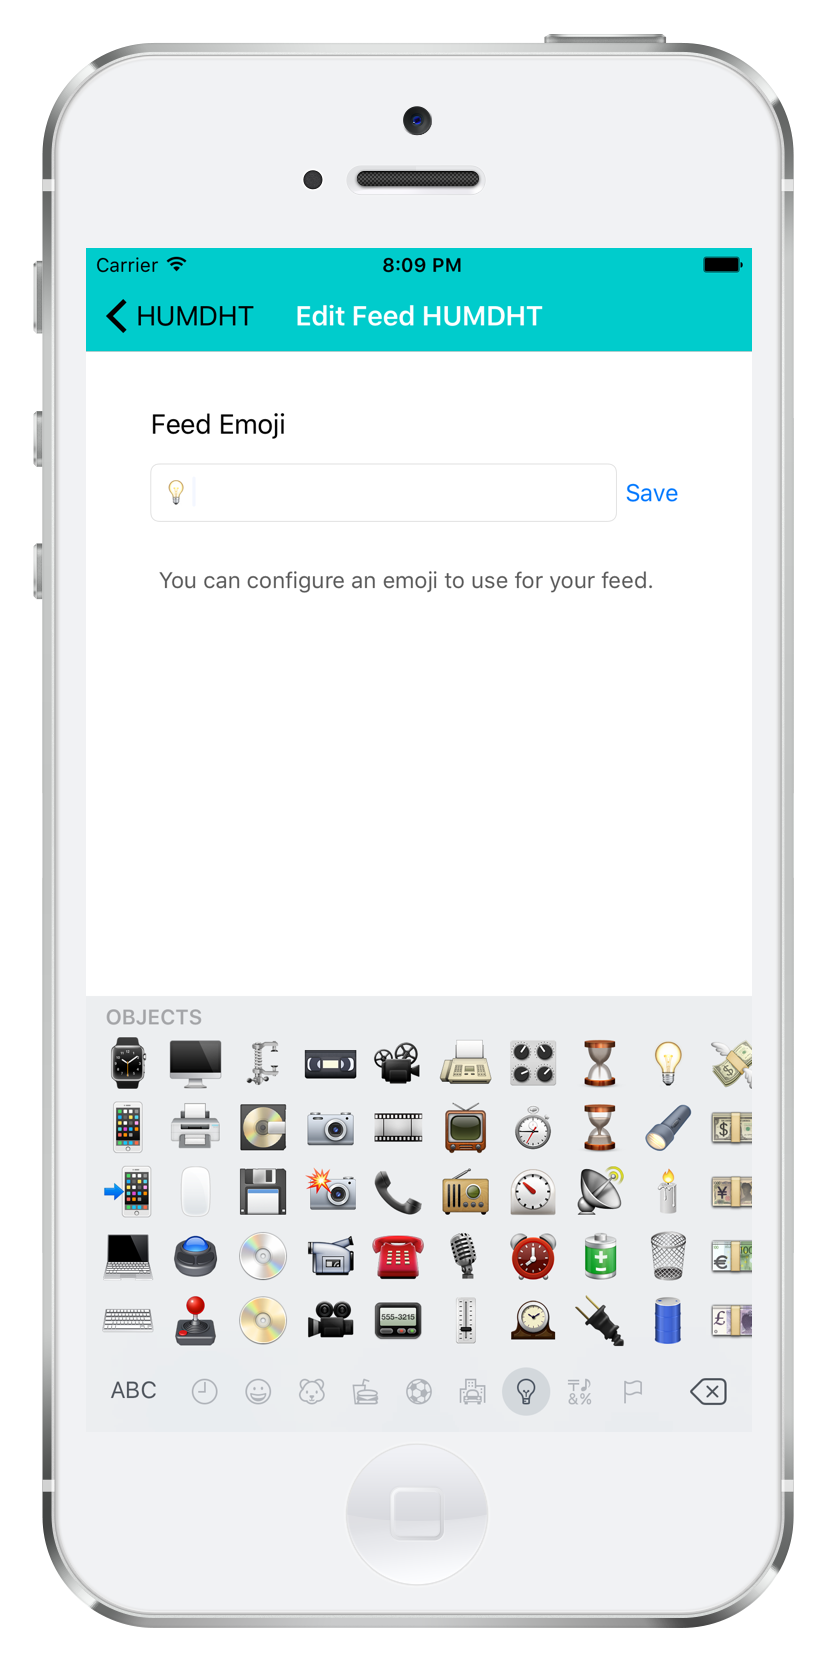 Carrier 8:09 PM
HUMDHT Edit Feed HUMDHT
Feed Emoji
Save
You can configure an emoji to use for your feed.
OBJECTS
555-3215
ABC